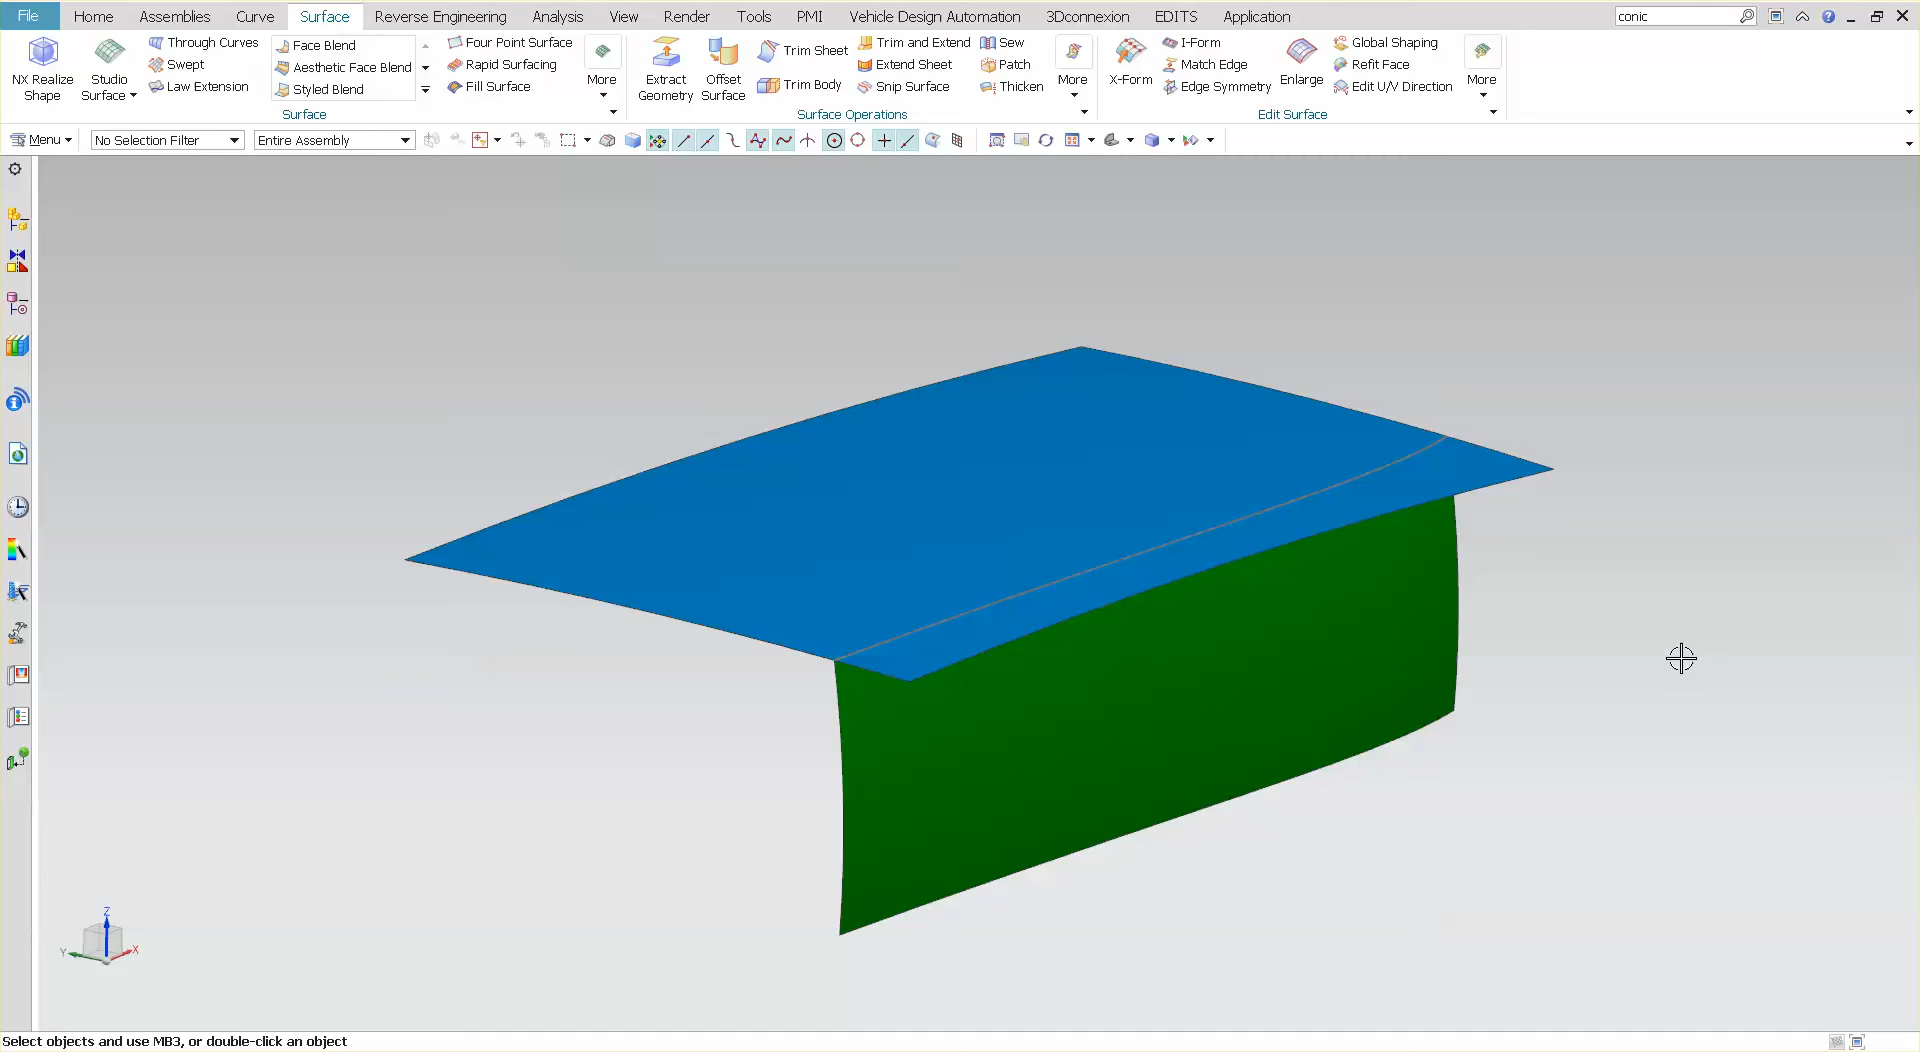 File Home Assemblies Curve Surface Reverse Engineering Analysis View Render Tools PMI Vehicle Design Automation 3Dconnexion EDITS Application conic
NX Realize Shape
Studio Surface
Through Curves
Swept
Law Extension
Face Blend
Aesthetic Face Blend
Styled Blend
Four Point Surface
Rapid Surfacing
Fill Surface
More
Surface
Extract Geometry
Offset Surface
Trim Sheet
Trim Body
Trim and Extend
Extend Sheet
Snip Surface
Sew
Patch
Thicken
More
Surface Operations
X-Form
I-Form
Match Edge
Edge Symmetry
Enlarge
Global Shaping
Refit Face
Edit U/V Direction
More
Edit Surface
Menu No Selection Filter Entire Assembly
Z
Y X
Select objects and use MB3, or double-click an object